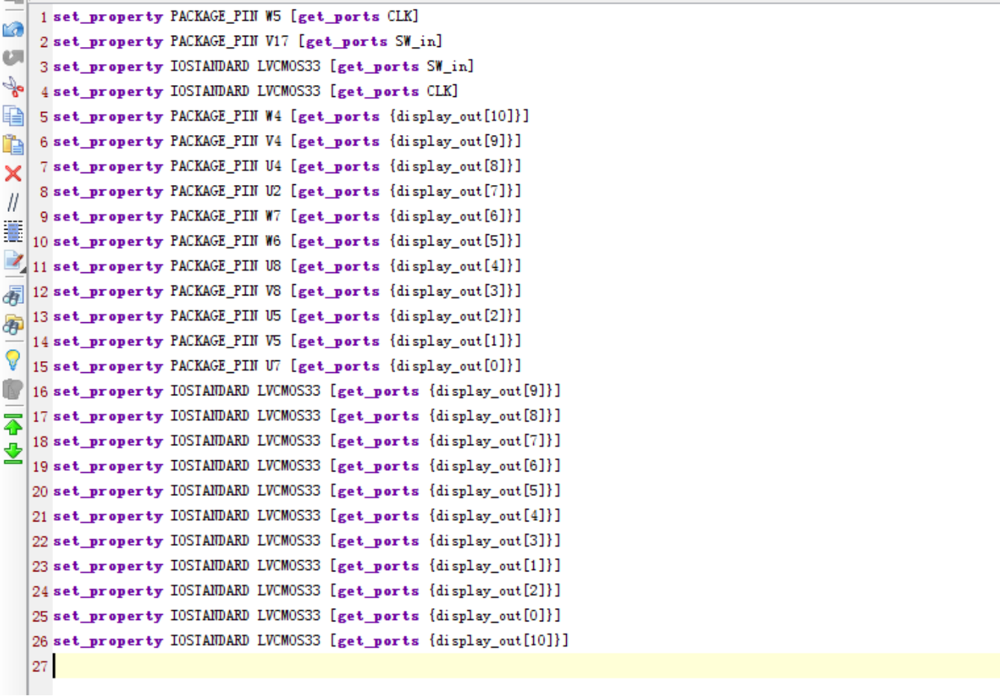 1 set_property PACKAGE_PIN W5 [get_ports CLK]
2 set_property PACKAGE_PIN V17 [get_ports SW_in]
3 set_property IOSTANDARD LVCMOS33 [get_ports SW_in]
4 set_property IOSTANDARD LVCMOS33 [get_ports CLK]
5 set_property PACKAGE_PIN W4 [get_ports {display_out[10]}]
6 set_property PACKAGE_PIN V4 [get_ports {display_out[9]}]
7 set_property PACKAGE_PIN U4 [get_ports {display_out[8]}]
8 set_property PACKAGE_PIN U2 [get_ports {display_out[7]}]
9 set_property PACKAGE_PIN W7 [get_ports {display_out[6]}]
10 set_property PACKAGE_PIN W6 [get_ports {display_out[5]}]
11 set_property PACKAGE_PIN U8 [get_ports {display_out[4]}]
12 set_property PACKAGE_PIN V8 [get_ports {display_out[3]}]
13 set_property PACKAGE_PIN U5 [get_ports {display_out[2]}]
14 set_property PACKAGE_PIN V5 [get_ports {display_out[1]}]
15 set_property PACKAGE_PIN U7 [get_ports {display_out[0]}]
16 set_property IOSTANDARD LVCMOS33 [get_ports {display_out[9]}]
17 set_property IOSTANDARD LVCMOS33 [get_ports {display_out[8]}]
18 set_property IOSTANDARD LVCMOS33 [get_ports {display_out[7]}]
19 set_property IOSTANDARD LVCMOS33 [get_ports {display_out[6]}]
20 set_property IOSTANDARD LVCMOS33 [get_ports {display_out[5]}]
21 set_property IOSTANDARD LVCMOS33 [get_ports {display_out[4]}]
22 set_property IOSTANDARD LVCMOS33 [get_ports {display_out[3]}]
23 set_property IOSTANDARD LVCMOS33 [get_ports {display_out[1]}]
24 set_property IOSTANDARD LVCMOS33 [get_ports {display_out[2]}]
25 set_property IOSTANDARD LVCMOS33 [get_ports {display_out[0]}]
26 set_property IOSTANDARD LVCMOS33 [get_ports {display_out[10]}]
27